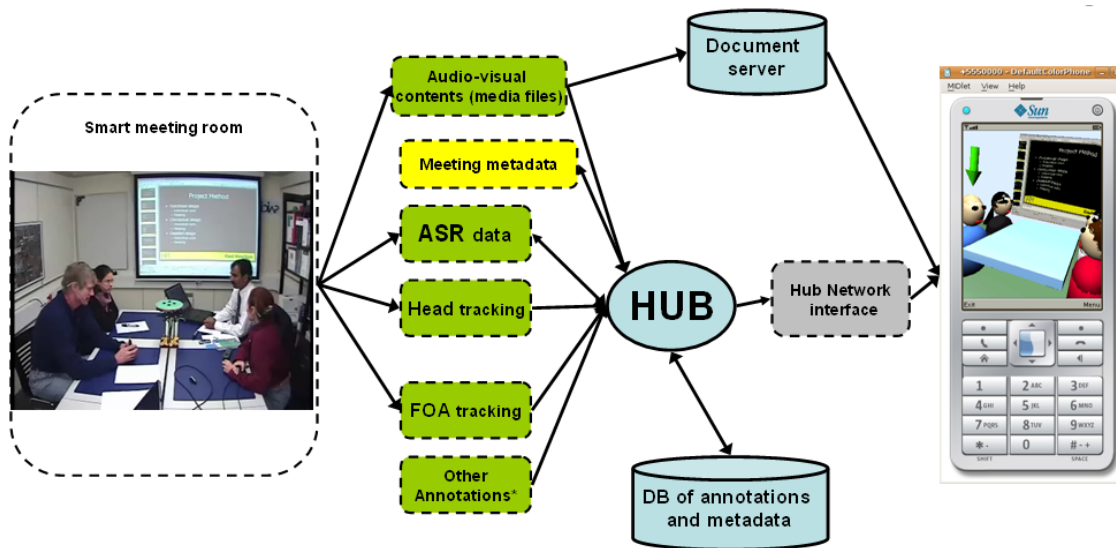 Smart meeting room
Project Method
Audio-visual
contents (media files)
Meeting metadata
ASR data
Head tracking
FOA tracking
Other
Annotations*
Document
server
HUB
Hub Network
interface
DB of annotations
and metadata
+5550000 - DefaultColorPhone
MIDlet View Help
Sun
Exit Menu
1 2 ABC 3 DEF
4 GHI 5 JKL 6 MNO
7 PQRS 8 TUV 9 WXYZ
* . 0 # - +
SHIFT SPACE